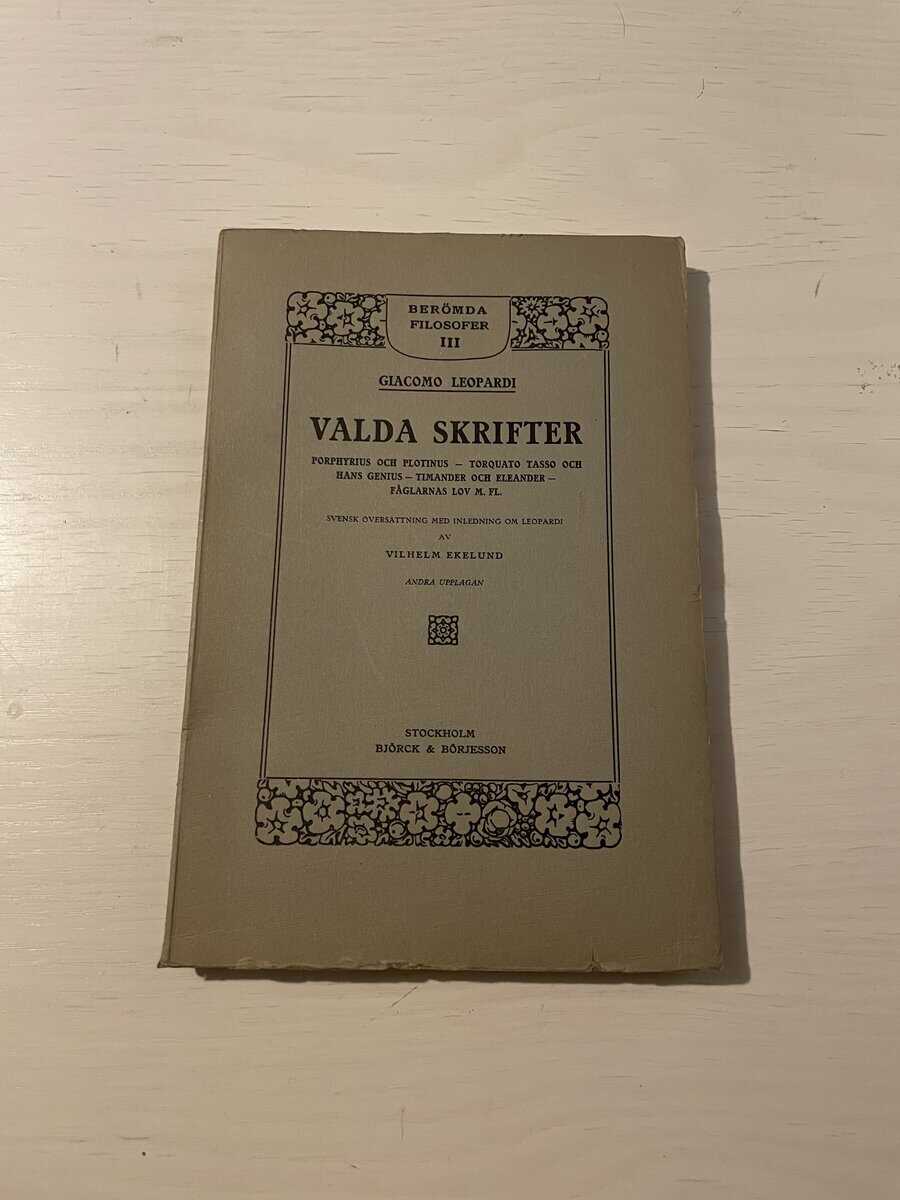 BERÖMDA
FILOSOFER
III
GIACOMO LEOPARDI
VALDA SKRIFTER
PORPHYRIUS OCH PLOTINUS — TORQUATO TASSO OCH
HANS GENIUS — TIMANDER OCH ELEANDER —
FÅGLARNAS LOV M. FL.
SVENSK ÖVERSÄTTNING MED INLEDNING OM LEOPARDI
AV
VILHELM EKELUND
ANDRA UPPLAGAN
STOCKHOLM
BJÖRCK & BÖRJESSON